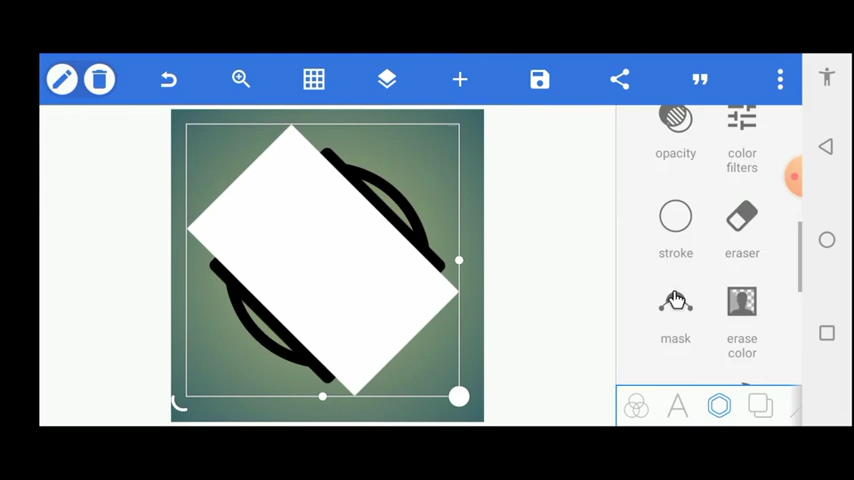 opacity
color
filters
stroke
eraser
mask
erase
color